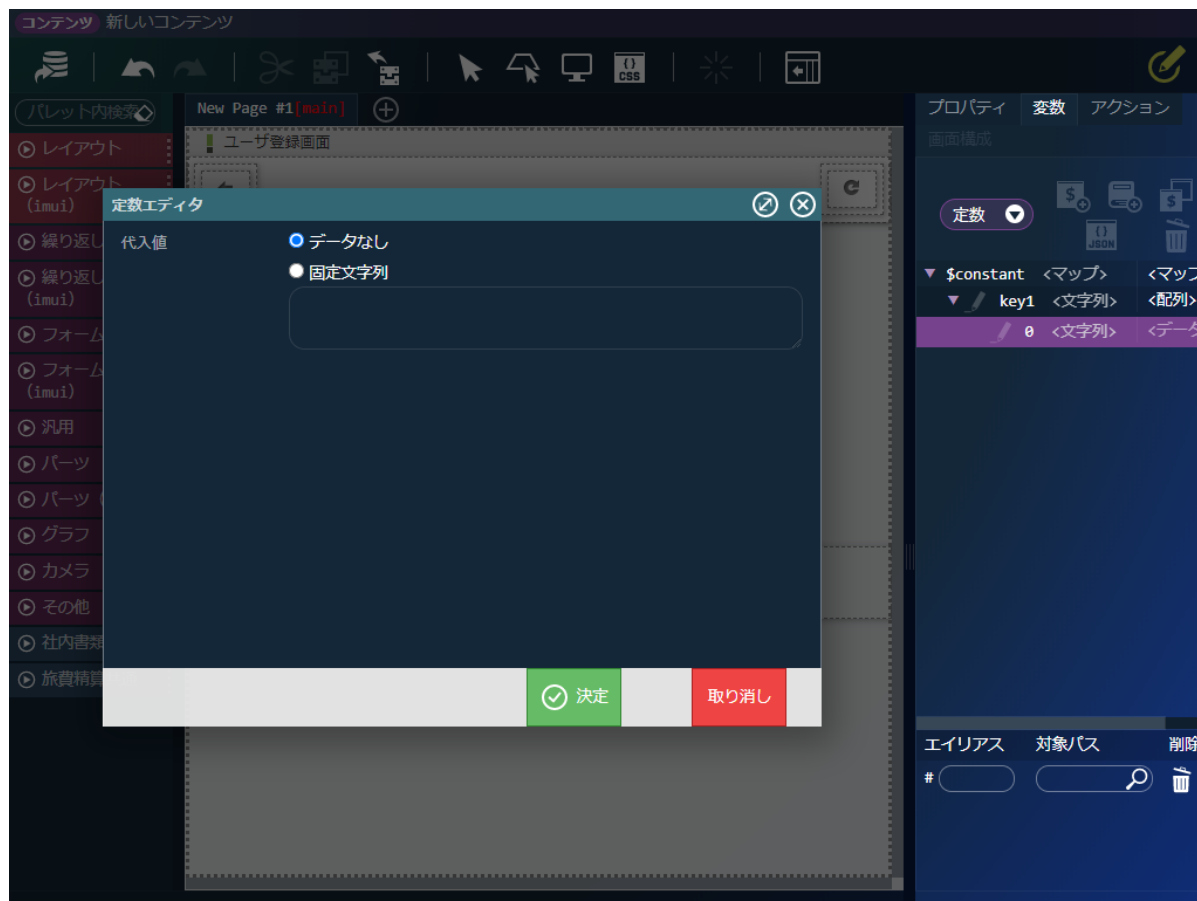 コンテンツ 新しいコンテンツ
{} CSS
パレット内検索
New Page #1[main]
プロパティ 変数 アクション
画面構成
レイアウト
レイアウト
(imui)
繰り返し
繰り返し
(imui)
フォーム
フォーム
(imui)
汎用
パーツ
パーツ (
グラフ
カメラ
その他
社内書類
旅費精算
ユーザ登録画面
定数エディタ
代入値
データなし
固定文字列
決定 取り消し
定数
$ $
{} JSON
$constant <マップ> <マップ
key1 <文字列> <配列>
0 <文字列> <データ
エイリアス 対象パス 削除
#